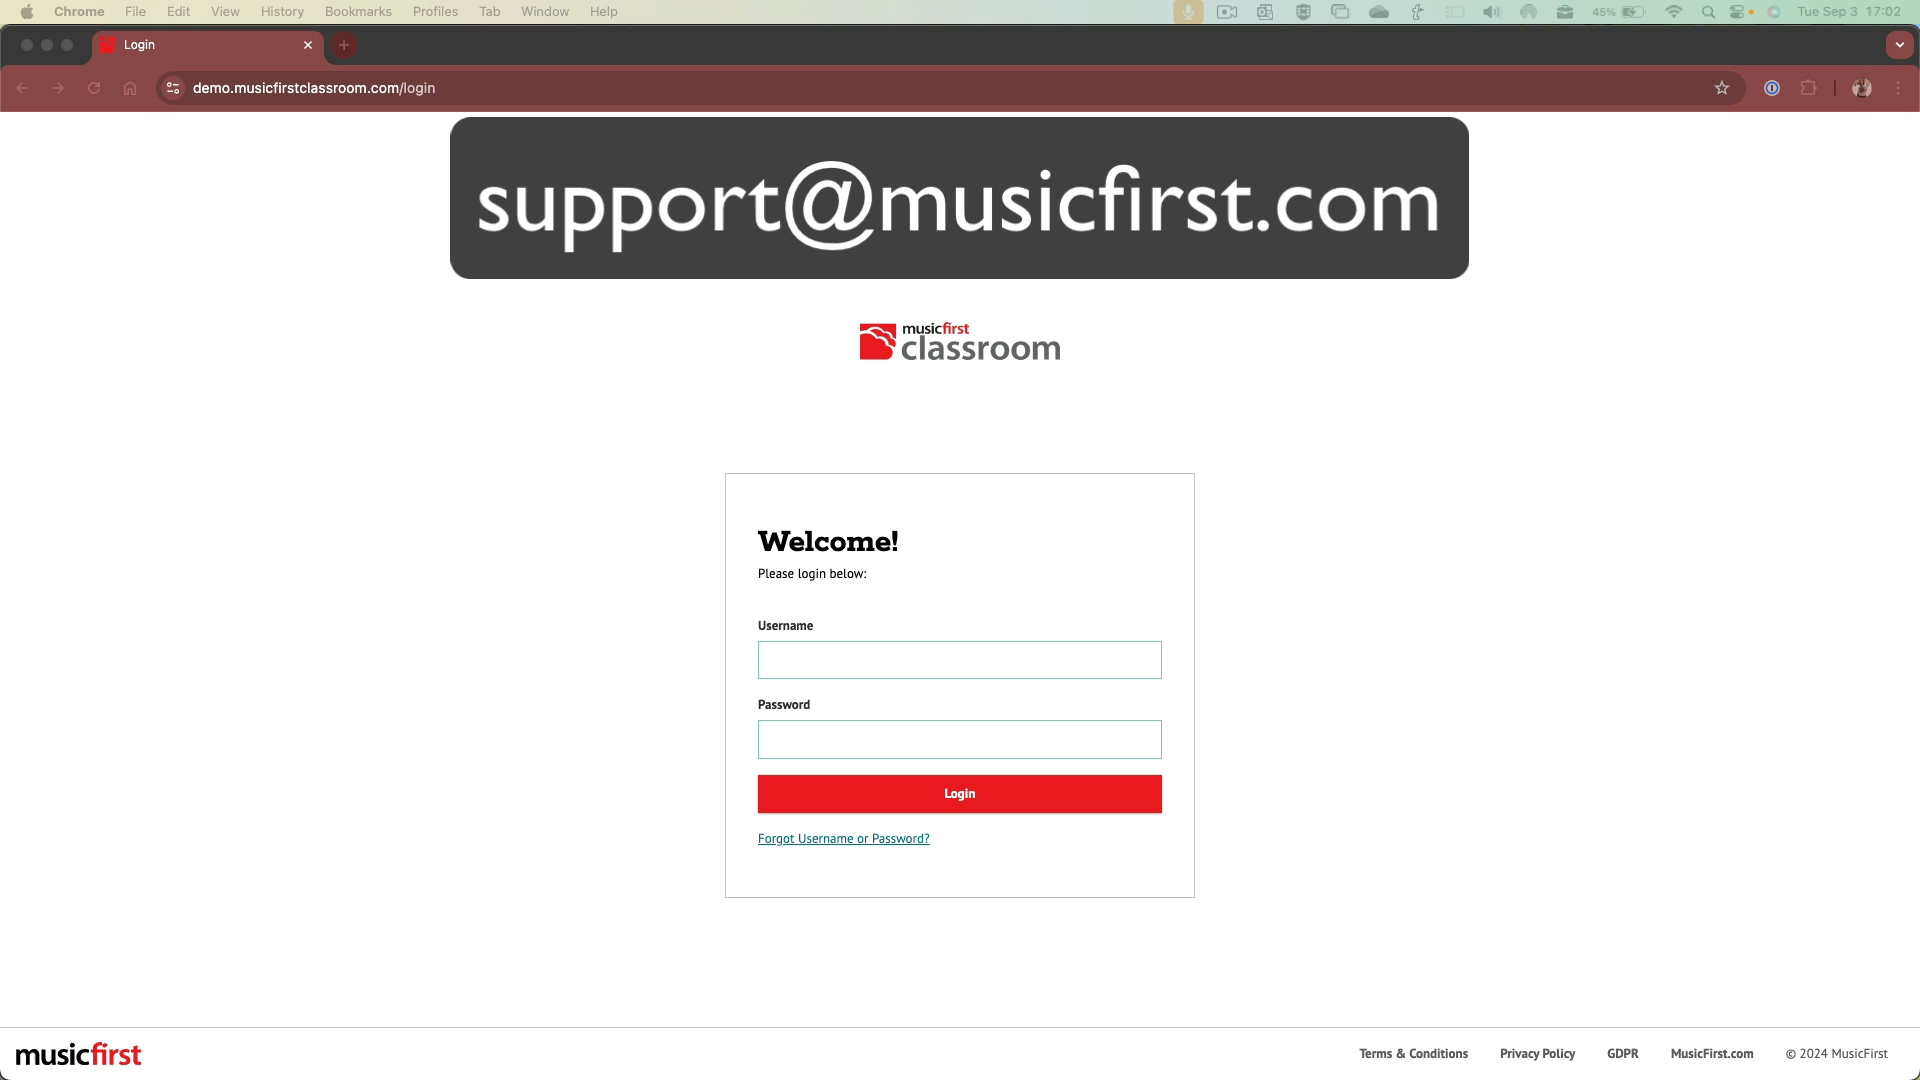 Chrome File Edit View History Bookmarks Profiles Tab Window Help 45% Tue Sep 3 17:02
Login
demo.musicfirstclassroom.com/login
support@musicfirst.com
musicfirst
classroom
Welcome!
Please login below:
Username
Password
Login
Forgot Username or Password?
musicfirst Terms & Conditions Privacy Policy GDPR MusicFirst.com © 2024 MusicFirst